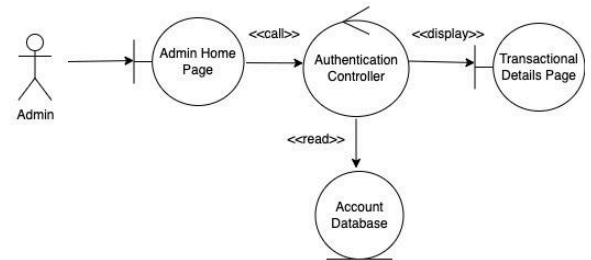 <<call>>
<<display>>
Admin Home
Page
Authentication
Controller
Transactional
Details Page
Admin
<<read>>
Account
Database